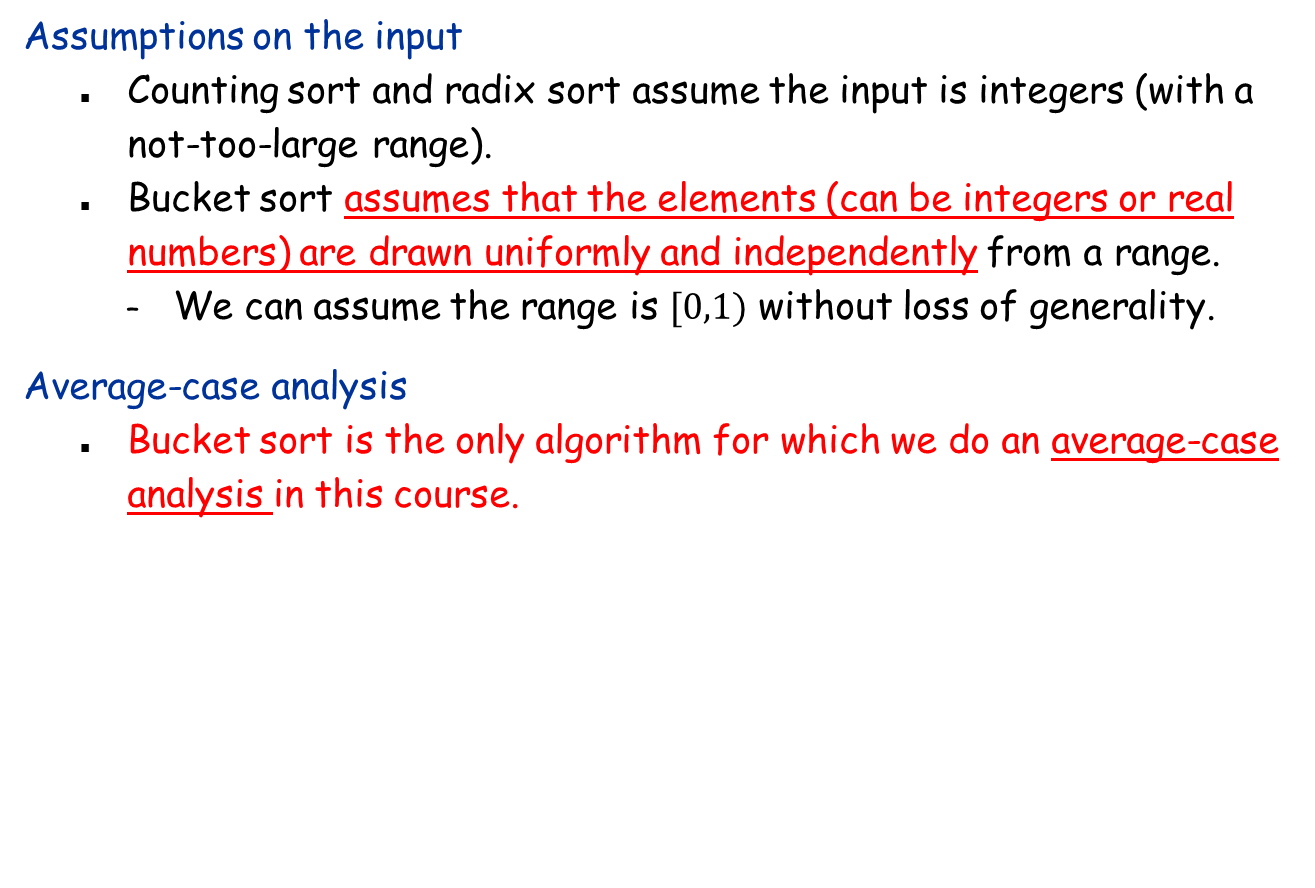 Assumptions on the input
▪ Counting sort and radix sort assume the input is integers (with a
not-too-large range).
▪ Bucket sort assumes that the elements (can be integers or real
numbers) are drawn uniformly and independently from a range.
- We can assume the range is [0,1) without loss of generality.
Average-case analysis
▪ Bucket sort is the only algorithm for which we do an average-case
analysis in this course.